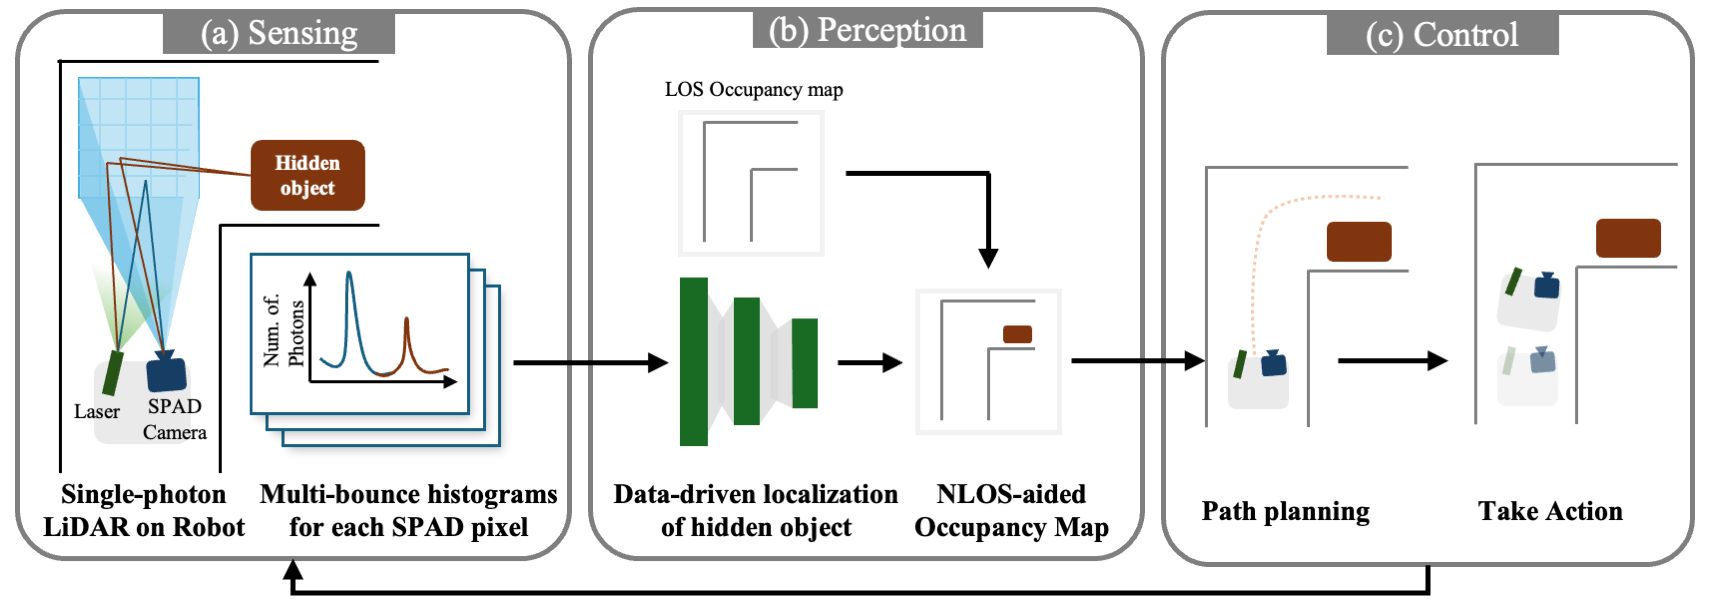 (a) Sensing
Hidden
object
Num. of.
Photons
Laser
SPAD
Camera
Single-photon
LiDAR on Robot
Multi-bounce histograms
for each SPAD pixel
(b) Perception
LOS Occupancy map
Data-driven localization
of hidden object
NLOS-aided
Occupancy Map
(c) Control
Path planning
Take Action